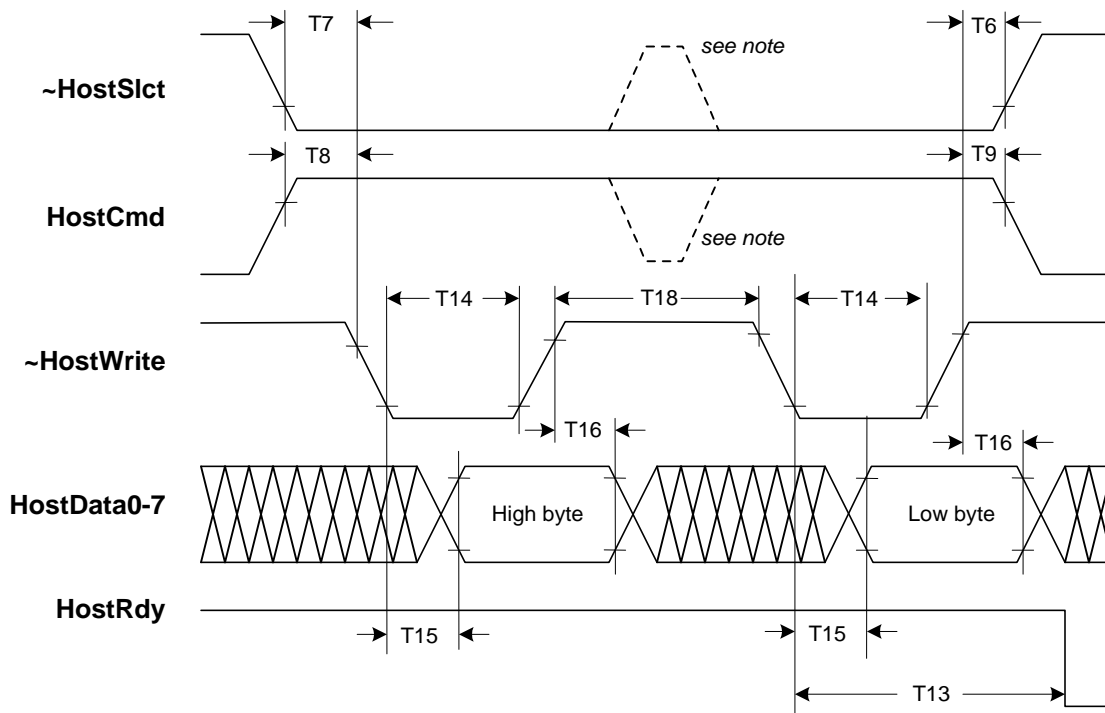 T7
T6
see note
~HostSlct
T8
T9
HostCmd
see note
T14
T18
T14
~HostWrite
T16
T16
HostData0-7
High byte
Low byte
HostRdy
T15
T15
T13